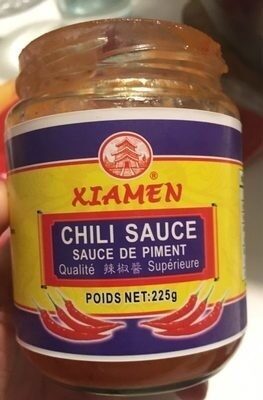 XIAMEN ®
CHILI SAUCE
SAUCE DE PIMENT
Qualité 辣椒醬 Supérieure
POIDS NET:225g